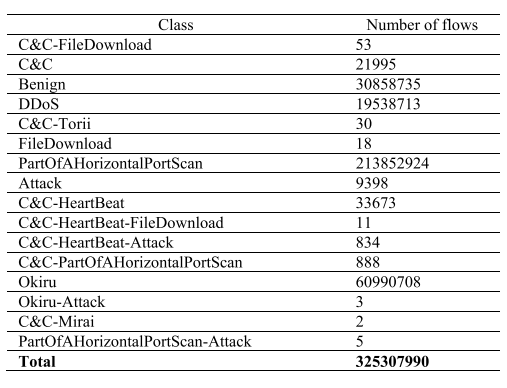 Class Number of flows
C&C-FileDownload 53
C&C 21995
Benign 30858735
DDoS 19538713
C&C-Torii 30
FileDownload 18
PartOfAHorizontalPortScan 213852924
Attack 9398
C&C-HeartBeat 33673
C&C-HeartBeat-FileDownload 11
C&C-HeartBeat-Attack 834
C&C-PartOfAHorizontalPortScan 888
Okiru 60990708
Okiru-Attack 3
C&C-Mirai 2
PartOfAHorizontalPortScan-Attack 5
Total 325307990